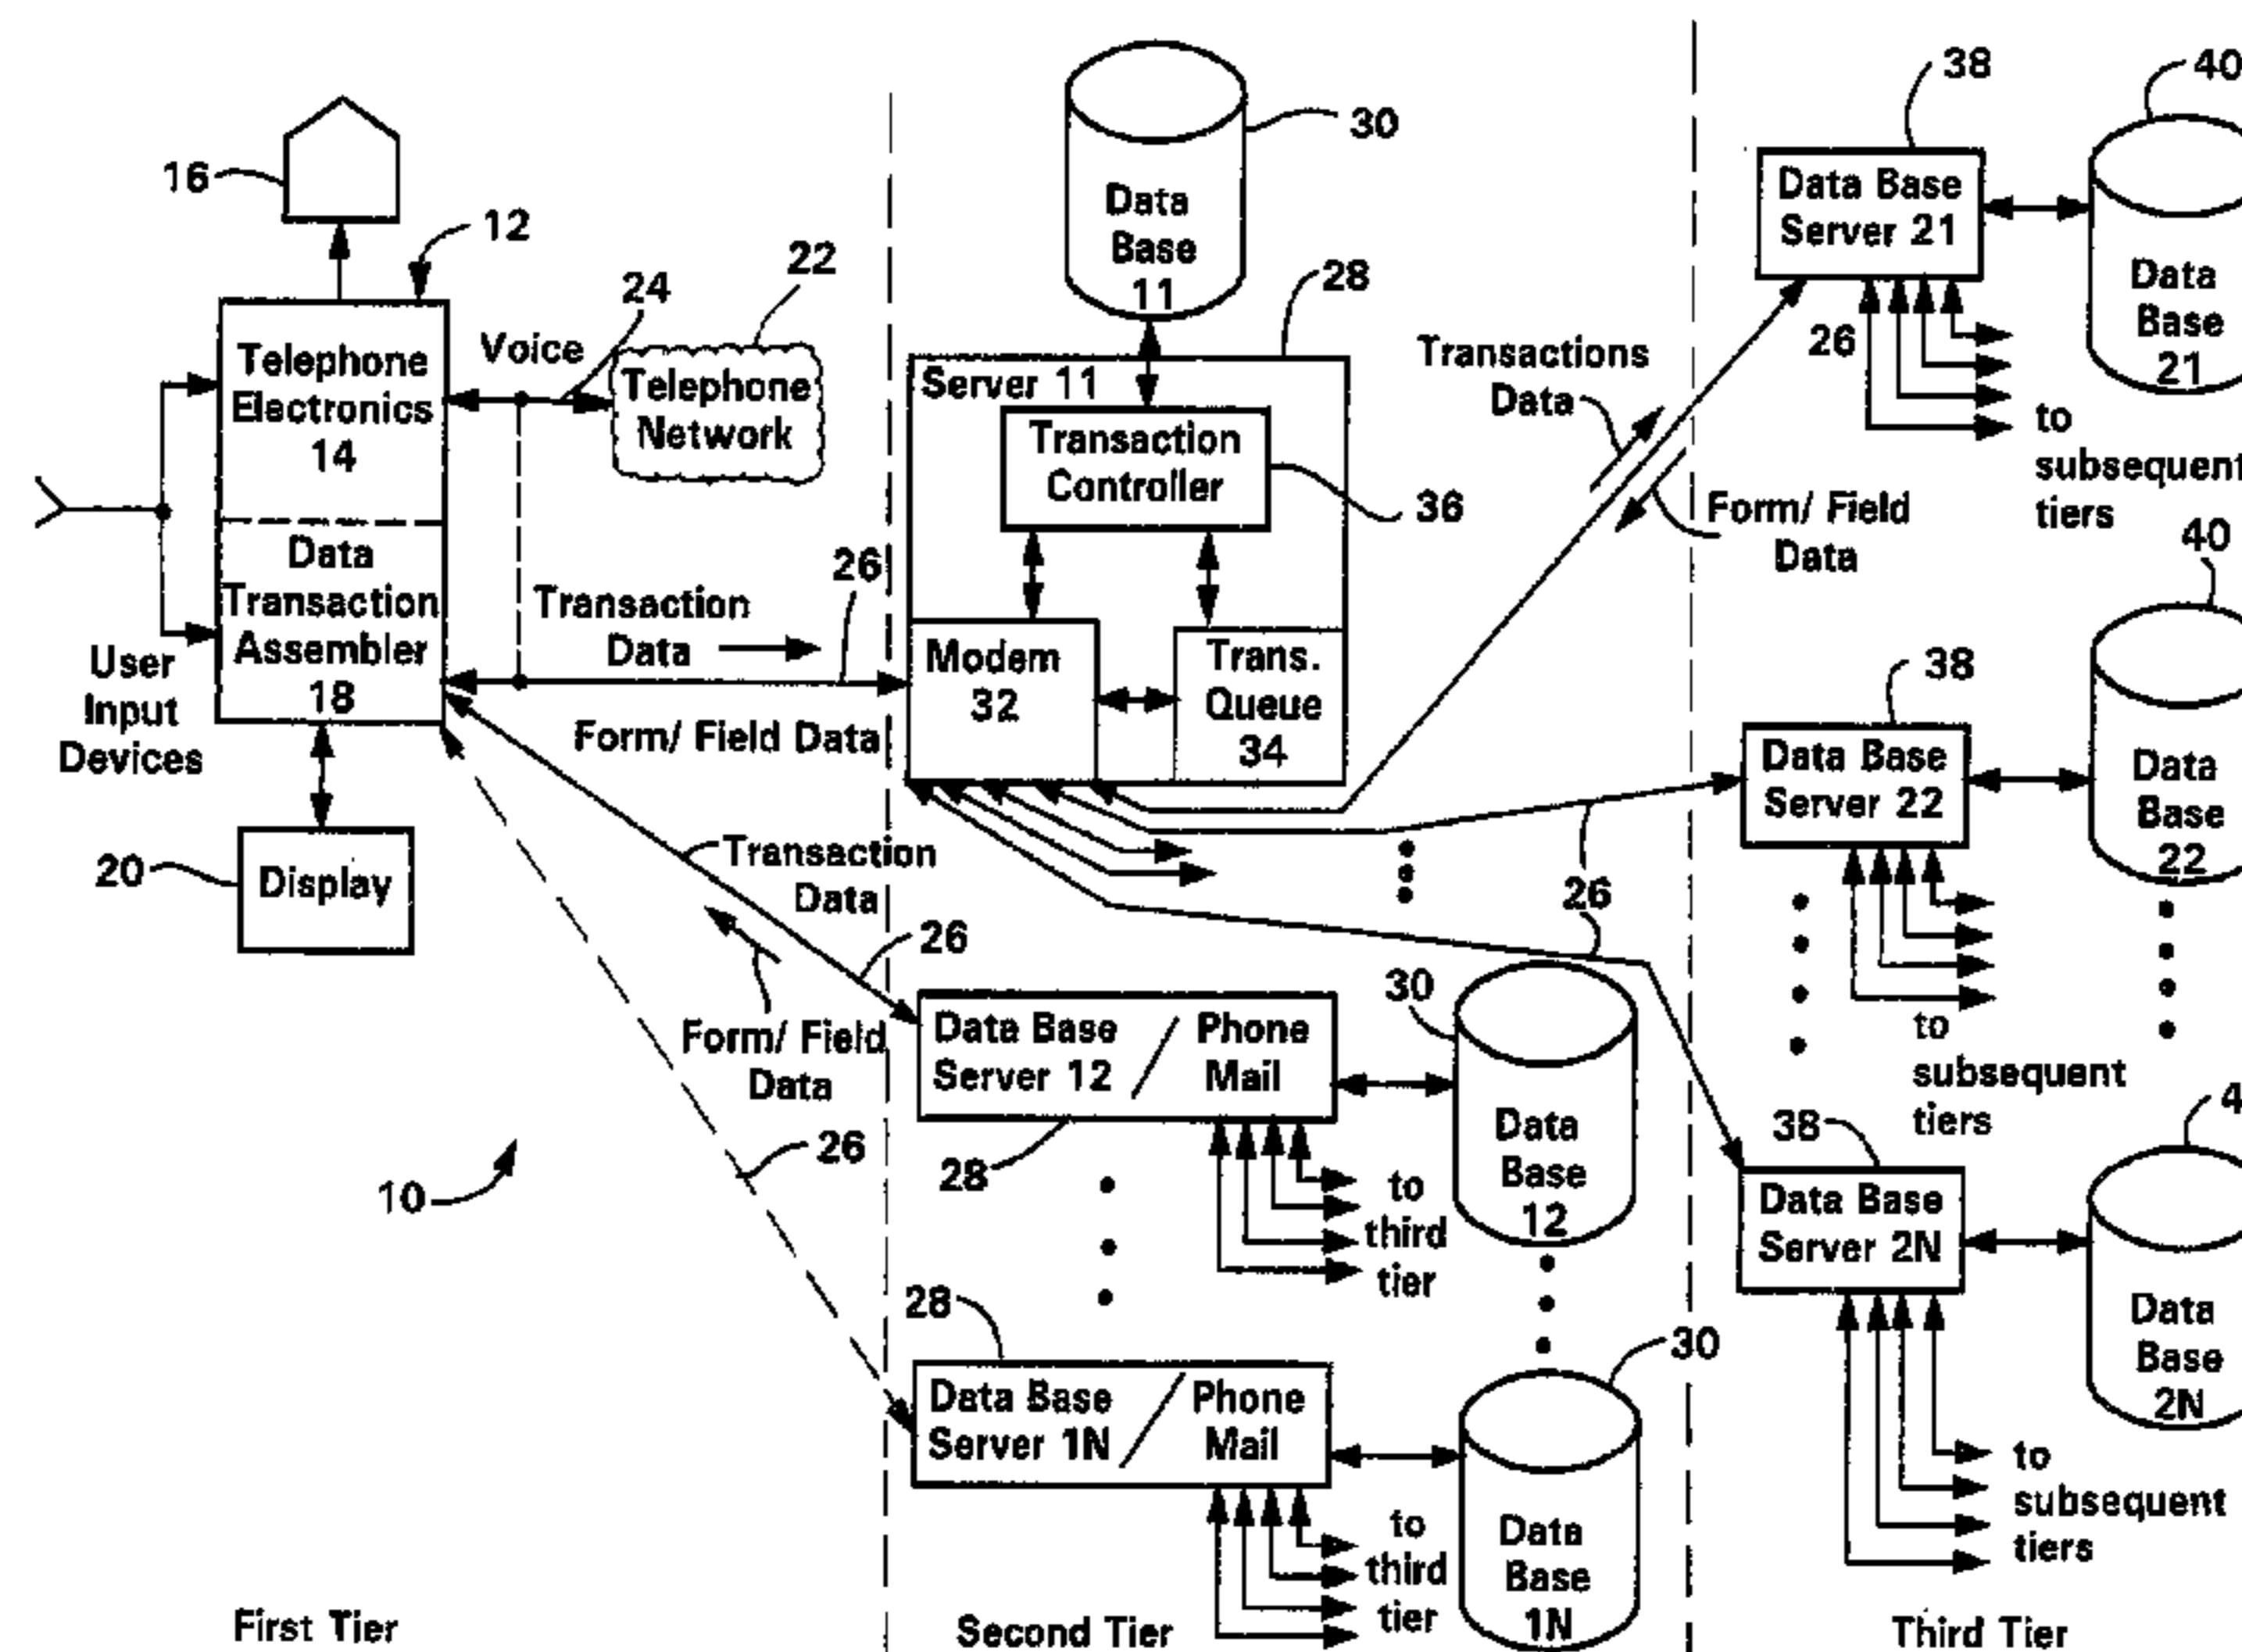 16
12
Telephone
Electronics
14
Data
Transaction
Assembler
18
User
Input
Devices
20
Display
Voice
24
22
Telephone
Network
Transaction
Data
26
Form/ Field Data
Transaction
Data
26
Form/ Field
Data
26
10
First Tier
Data
Base
11
30
28
Server 11
Transaction
Controller
36
Modem
32
Trans.
Queue
34
Transactions
Data
Form/ Field
Data
26
Data Base
Server 12 /
Phone
Mail
28
30
Data
Base
12
to
third
tier
28
Data Base
Server 1N /
Phone
Mail
30
Data
Base
1N
to
third
tier
Second Tier
38
Data Base
Server 21
40
Data
Base
21
26
to
subsequent
tiers
38
Data Base
Server 22
40
Data
Base
22
to
subsequent
tiers
38
Data Base
Server 2N
4
Data
Base
2N
to
subsequent
tiers
Third Tier